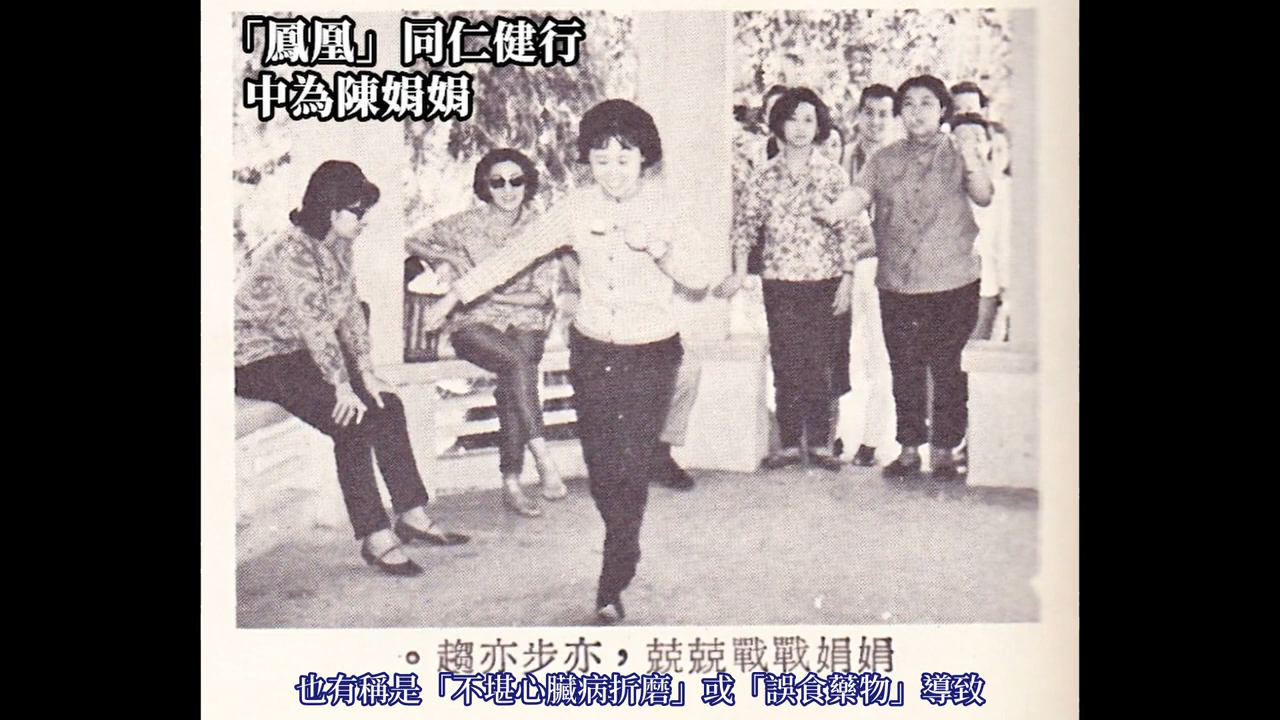 「鳳凰」同仁健行
中為陳娟娟
娟娟戰戰兢兢，亦步亦趨。
也有稱是「不堪心臟病折磨」或「誤食藥物」導致